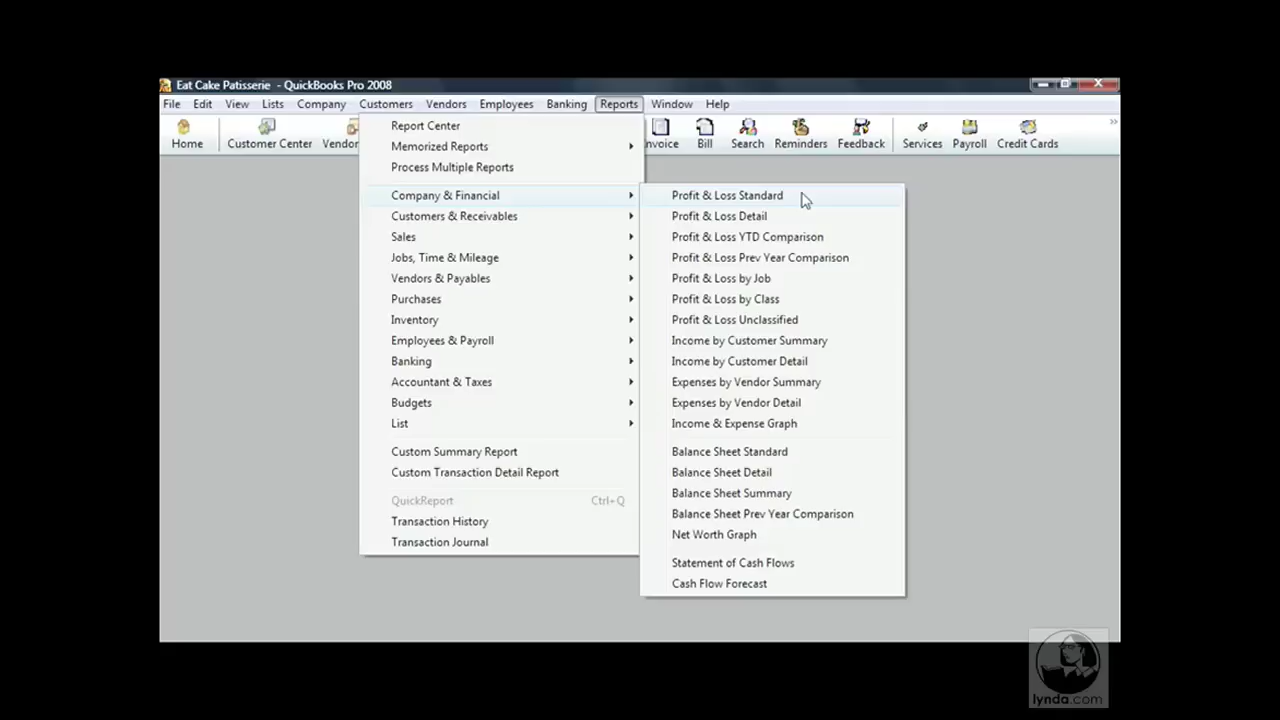 Eat Cake Patisserie - QuickBooks Pro 2008
File Edit View Lists Company Customers Vendors Employees Banking Reports Window Help
Home Customer Center Bill Search Reminders Feedback Services Payroll Credit Cards
Report Center
Memorized Reports
Process Multiple Reports
Company & Financial
Customers & Receivables
Sales
Jobs, Time & Mileage
Vendors & Payables
Purchases
Inventory
Employees & Payroll
Banking
Accountant & Taxes
Budgets
List
Custom Summary Report
Custom Transaction Detail Report
QuickReport Ctrl+Q
Transaction History
Transaction Journal
Profit & Loss Standard
Profit & Loss Detail
Profit & Loss YTD Comparison
Profit & Loss Prev Year Comparison
Profit & Loss by Job
Profit & Loss by Class
Profit & Loss Unclassified
Income by Customer Summary
Income by Customer Detail
Expenses by Vendor Summary
Expenses by Vendor Detail
Income & Expense Graph
Balance Sheet Standard
Balance Sheet Detail
Balance Sheet Summary
Balance Sheet Prev Year Comparison
Net Worth Graph
Statement of Cash Flows
Cash Flow Forecast
lynda.com